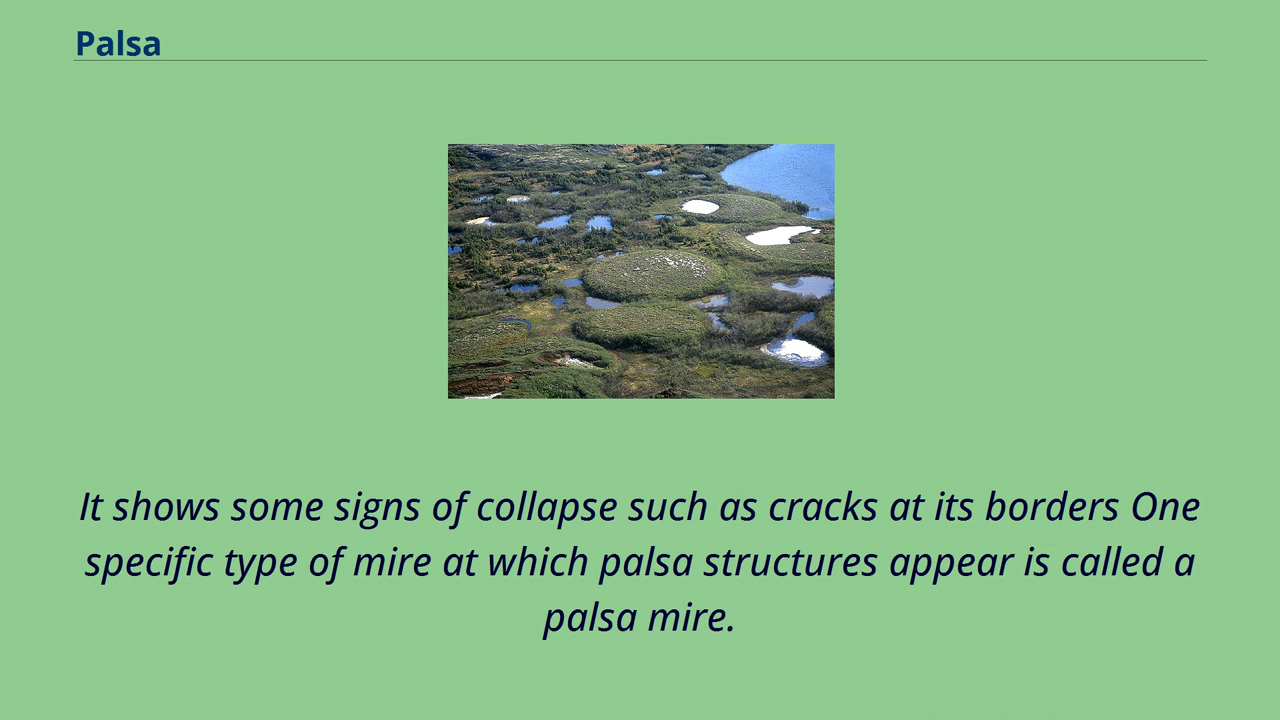 Palsa
It shows some signs of collapse such as cracks at its borders One
specific type of mire at which palsa structures appear is called a
palsa mire.